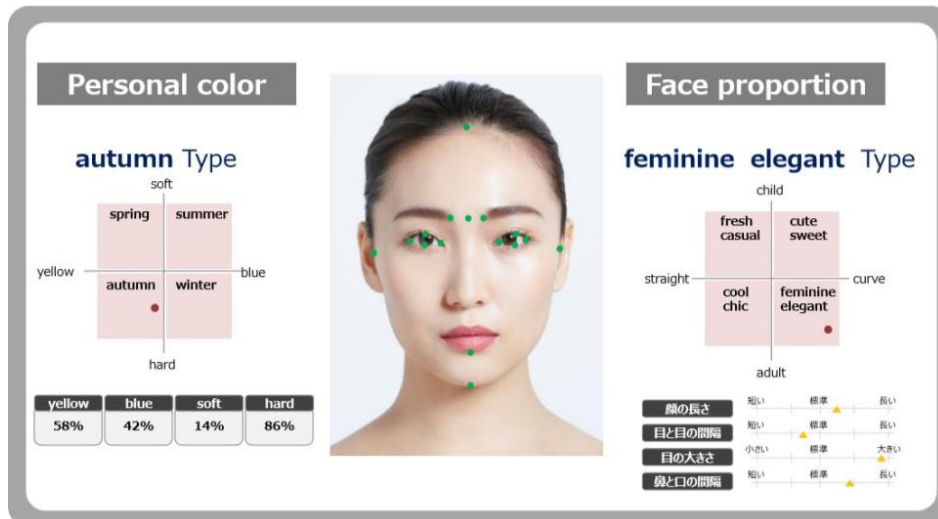 Personal color
autumn Type
soft
spring
summer
yellow
blue
autumn
winter
hard
yellow blue soft hard
58% 42% 14% 86%
Face proportion
feminine elegant Type
child
fresh
casual
cute
sweet
straight
curve
cool
chic
feminine
elegant
adult
顔の長さ
短い 標準 長い
目と目の間隔
短い 標準 長い
目の大きさ
小さい 標準 大きい
鼻と口の間隔
短い 標準 長い